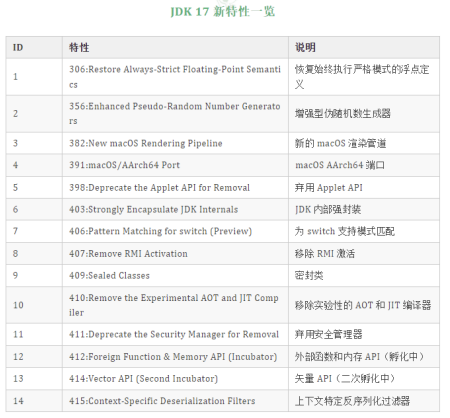 JDK 17 新特性一览
ID 特性 说明
1 306:Restore Always-Strict Floating-Point Semanti 恢复始终执行严格模式的浮点定
cs 义
2 356:Enhanced Pseudo-Random Number Generato 增强型伪随机数生成器
rs
3 382:New macOS Rendering Pipeline 新的 macOS 渲染管道
4 391:macOS/AArch64 Port macOS AArch64 端口
5 398:Deprecate the Applet API for Removal 弃用 Applet API
6 403:Strongly Encapsulate JDK Internals JDK 内部强封装
7 406:Pattern Matching for switch (Preview) 为 switch 支持模式匹配
8 407:Remove RMI Activation 移除 RMI 激活
9 409:Sealed Classes 密封类
10 410:Remove the Experimental AOT and JIT Comp 移除实验性的 AOT 和 JIT 编译器
iler
11 411:Deprecate the Security Manager for Removal 弃用安全管理器
12 412:Foreign Function & Memory API (Incubator) 外部函数和内存 API（孵化中）
13 414:Vector API (Second Incubator) 矢量 API（二次孵化中）
14 415:Context-Specific Deserialization Filters 上下文特定反序列化过滤器